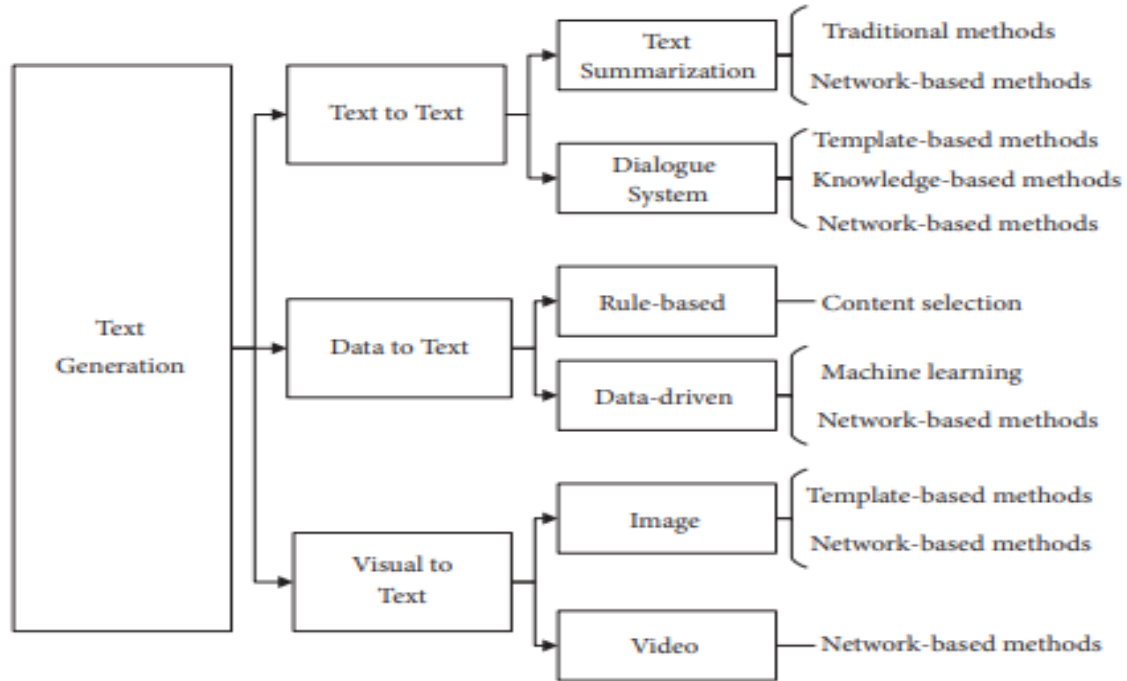 Text
Generation
Text to Text
Text
Summarization
Traditional methods
Network-based methods
Dialogue
System
Template-based methods
Knowledge-based methods
Network-based methods
Data to Text
Rule-based
Content selection
Data-driven
Machine learning
Network-based methods
Visual to
Text
Image
Template-based methods
Network-based methods
Video
Network-based methods